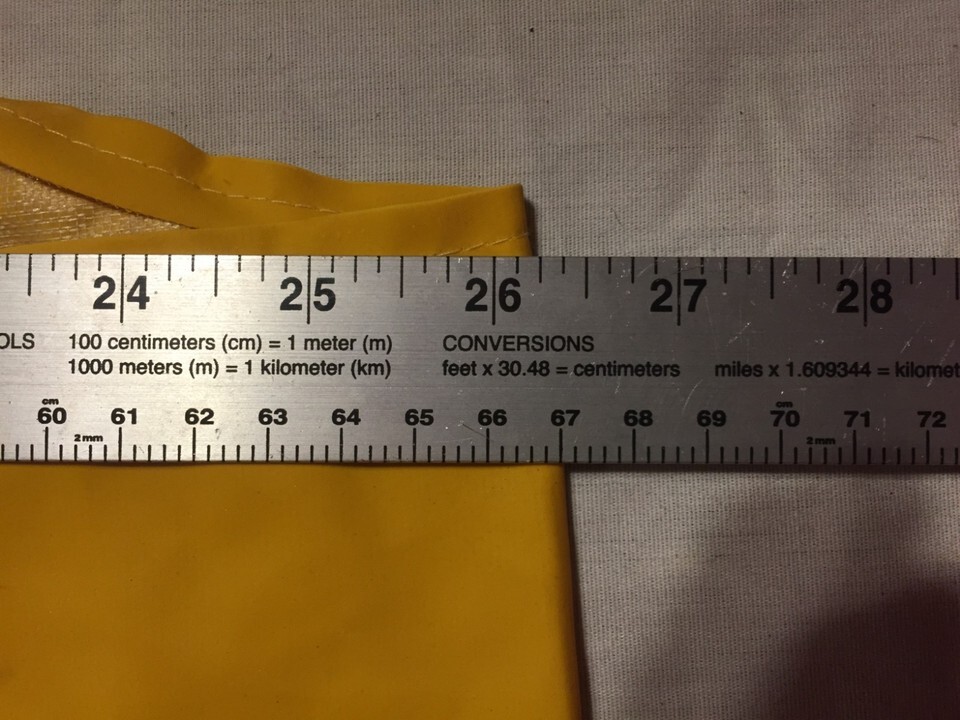 24 25 26 27 28
OLS 100 centimeters (cm) = 1 meter (m) CONVERSIONS
1000 meters (m) = 1 kilometer (km) feet x 30.48 = centimeters miles x 1.609344 = kilomet
cm cm
60 61 62 63 64 65 66 67 68 69 70 71 72
2mm 2mm